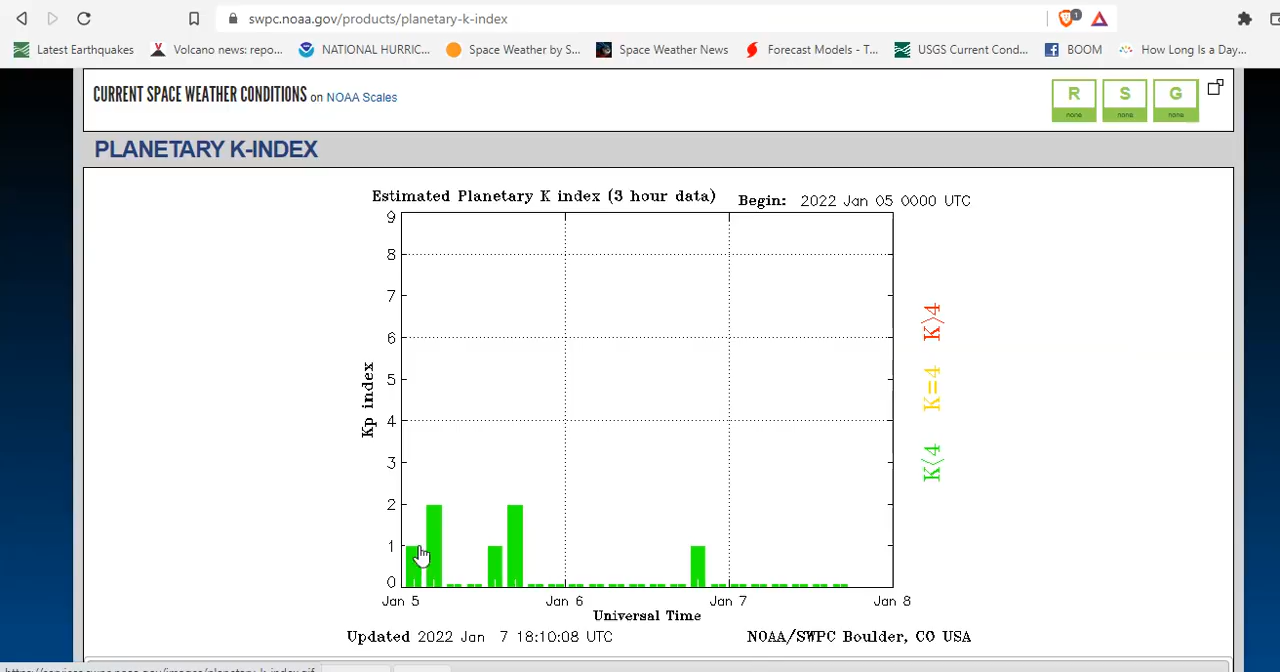 swpc.noaa.gov/products/planetary-k-index
1
Latest Earthquakes
Volcano news: repo...
NATIONAL HURRIC...
Space Weather by S...
Space Weather News
Forecast Models - T...
USGS Current Cond...
BOOM
How Long Is a Day...
CURRENT SPACE WEATHER CONDITIONS on NOAA Scales
R S G
none none none
PLANETARY K-INDEX
Estimated Planetary K index (3 hour data) Begin: 2022 Jan 05 0000 UTC
9
8
7
6
5
4
3
2
1
0
Kp index
K>4
K=4
K<4
Jan 5 Jan 6 Jan 7 Jan 8
Universal Time
Updated 2022 Jan 7 18:10:08 UTC NOAA/SWPC Boulder, CO USA